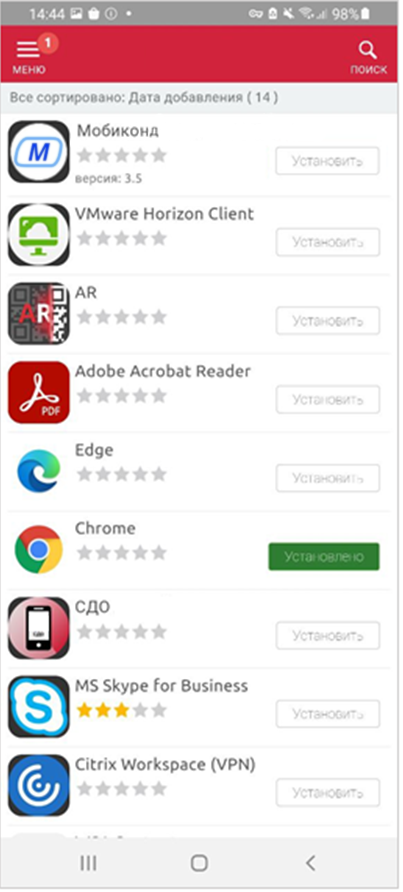 14:44 98%
1
МЕНЮ ПОИСК
Все сортировано: Дата добавления ( 14 )
Мобиконд
M
версия: 3.5
Установить
VMware Horizon Client
Установить
AR
AR
Установить
Adobe Acrobat Reader
PDF
Установить
Edge
Установить
Chrome
Установлено
СДО
СДО
Установить
MS Skype for Business
S
Установить
Citrix Workspace (VPN)
Установить